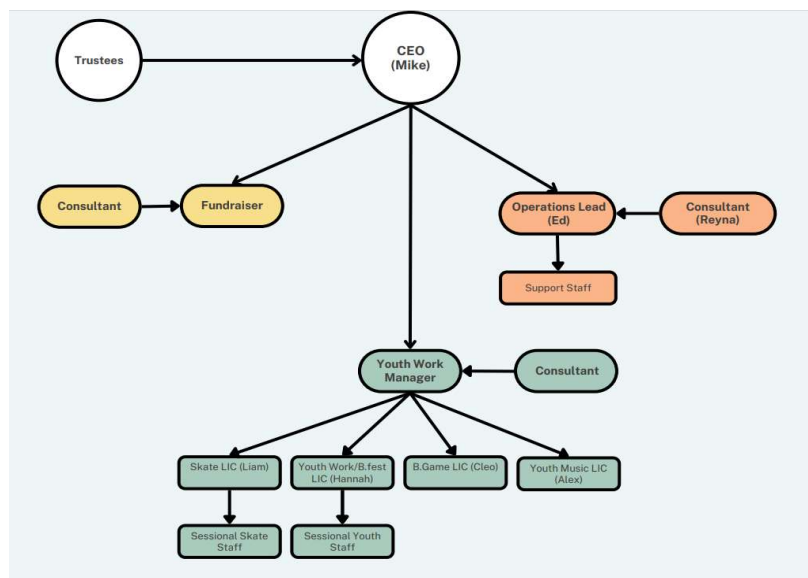 Trustees
CEO
(Mike)
Consultant
Fundraiser
Operations Lead
(Ed)
Consultant
(Reyna)
Support Staff
Youth Work
Manager
Consultant
Skate LIC (Liam)
Youth Work/B.fest
LIC (Hannah)
B.Game LIC (Cleo)
Youth Music LIC
(Alex)
Sessional Skate
Staff
Sessional Youth
Staff